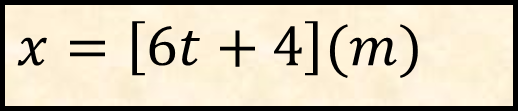 x = [6t + 4](m)